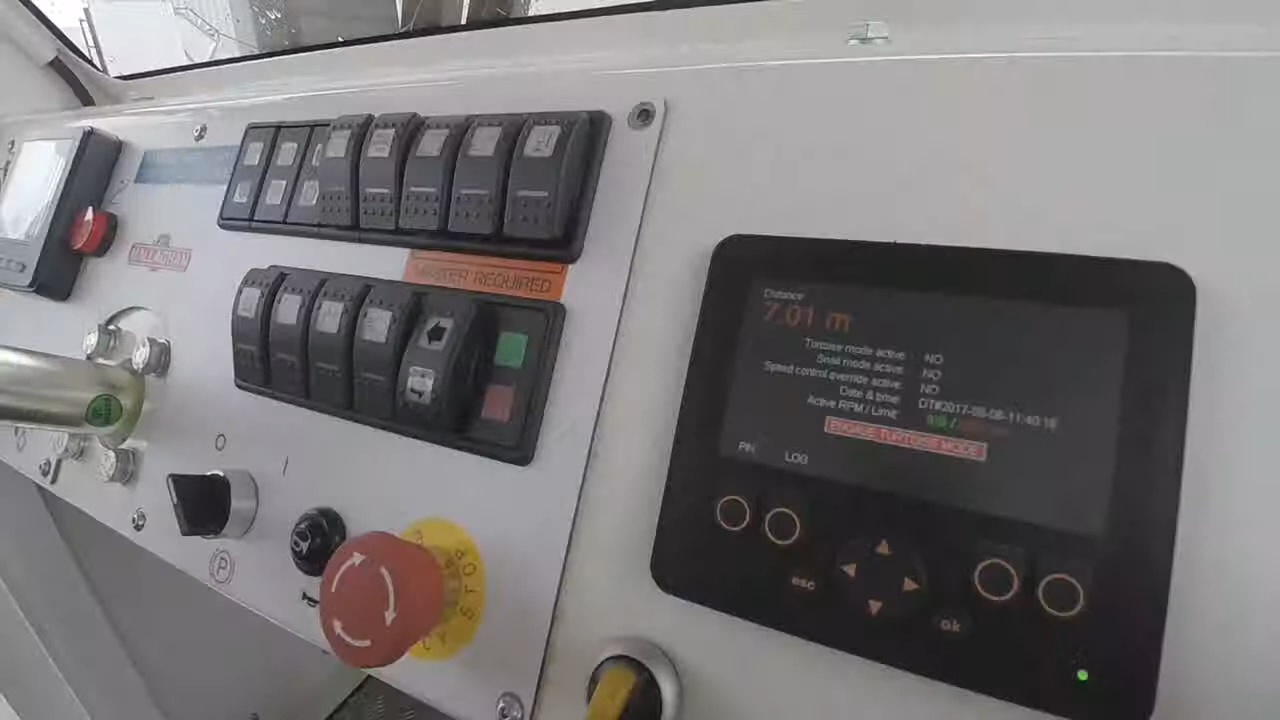 MASTER REQUIRED
Distance
7.01 m
Tortoise mode active: NO
Snail mode active: NO
Speed control override active: NO
Date & time: DT#2017-08-08-11:40:16
Active RPM / Limit: /
ENGAGE TURTOISE MODE
PIN LOG
esc
ok
O
I
P
STOP